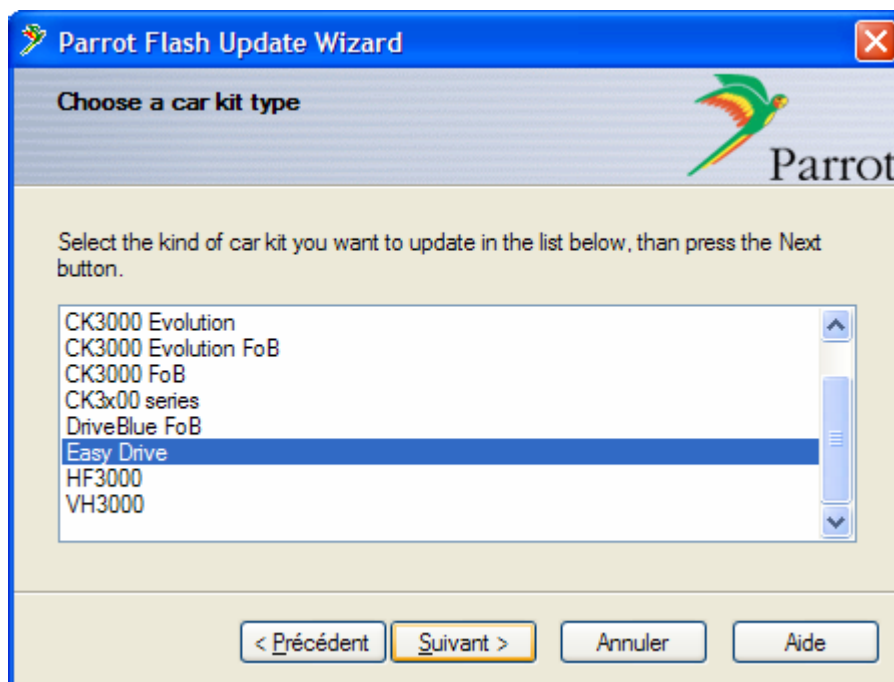 Parrot Flash Update Wizard
Choose a car kit type
Parrot
Select the kind of car kit you want to update in the list below, than press the Next
button.
CK3000 Evolution
CK3000 Evolution FoB
CK3000 FoB
CK3x00 series
DriveBlue FoB
Easy Drive
HF3000
VH3000
< Précédent
Suivant >
Annuler
Aide